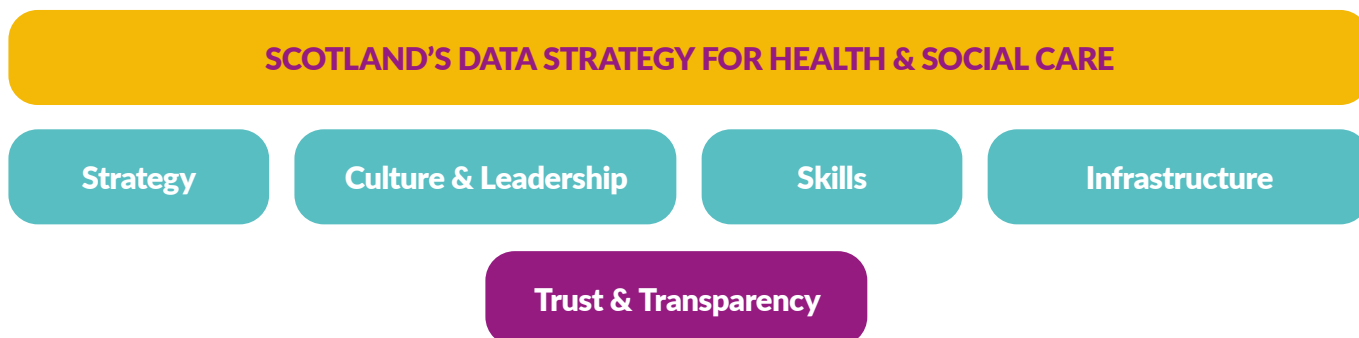 SCOTLAND’S DATA STRATEGY FOR HEALTH & SOCIAL CARE
Strategy
Culture & Leadership
Skills
Infrastructure
Trust & Transparency